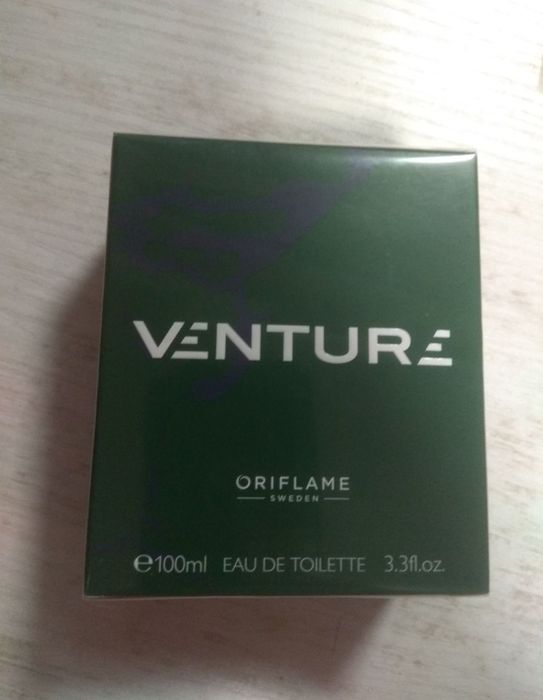 VENTURE
ORIFLAME
SWEDEN
℮100ml EAU DE TOILETTE 3.3fl.oz.